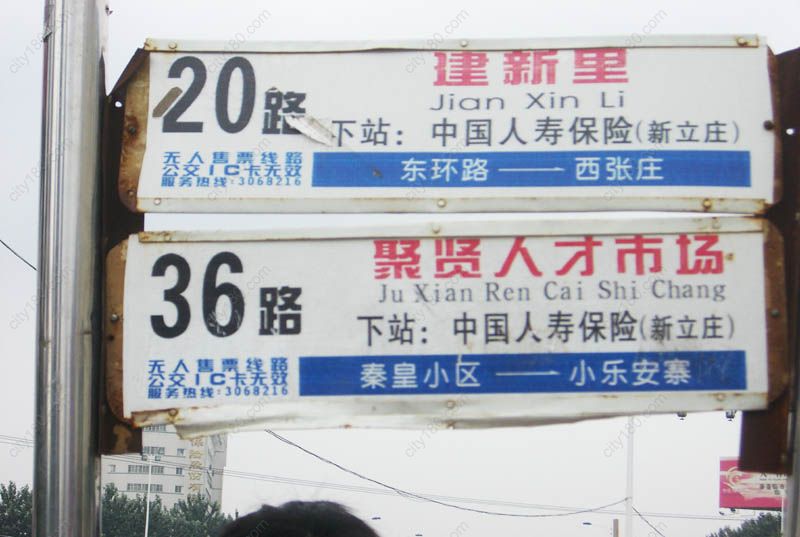 20路
建新里
Jian Xin Li
下站：中国人寿保险(新立庄)
无人售票线路
公交IC卡无效
服务热线:3068216
东环路——西张庄
36路
聚贤人才市场
Ju Xian Ren Cai Shi Chang
下站：中国人寿保险(新立庄)
无人售票线路
公交IC卡无效
服务热线:3068216
秦皇小区——小乐安寨
city180.com